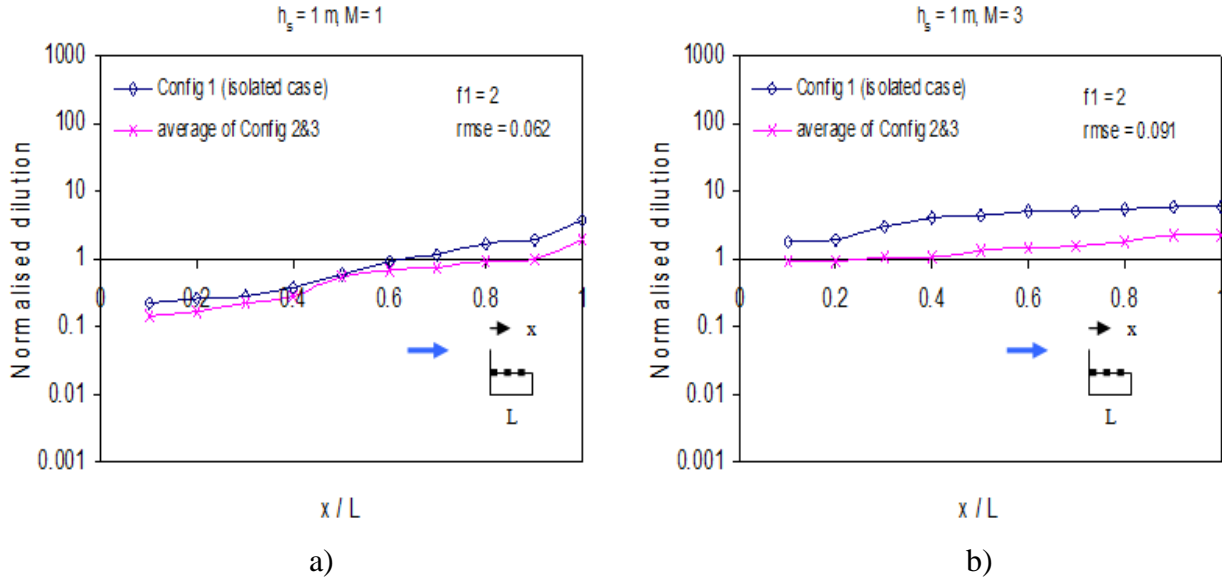 h_s = 1 m, M= 1
1000
100
10
1
0.1
0.01
0.001
Normalised dilution
Config 1 (isolated case)
average of Config 2&3
f1 = 2
rmse = 0.062
0
0.2
0.4
0.6
0.8
1
x
L
x / L
a)
h_s = 1 m, M= 3
1000
100
10
1
0.1
0.01
0.001
Normalised dilution
Config 1 (isolated case)
average of Config 2&3
f1 = 2
rmse = 0.091
0
0.2
0.4
0.6
0.8
1
x
L
x / L
b)